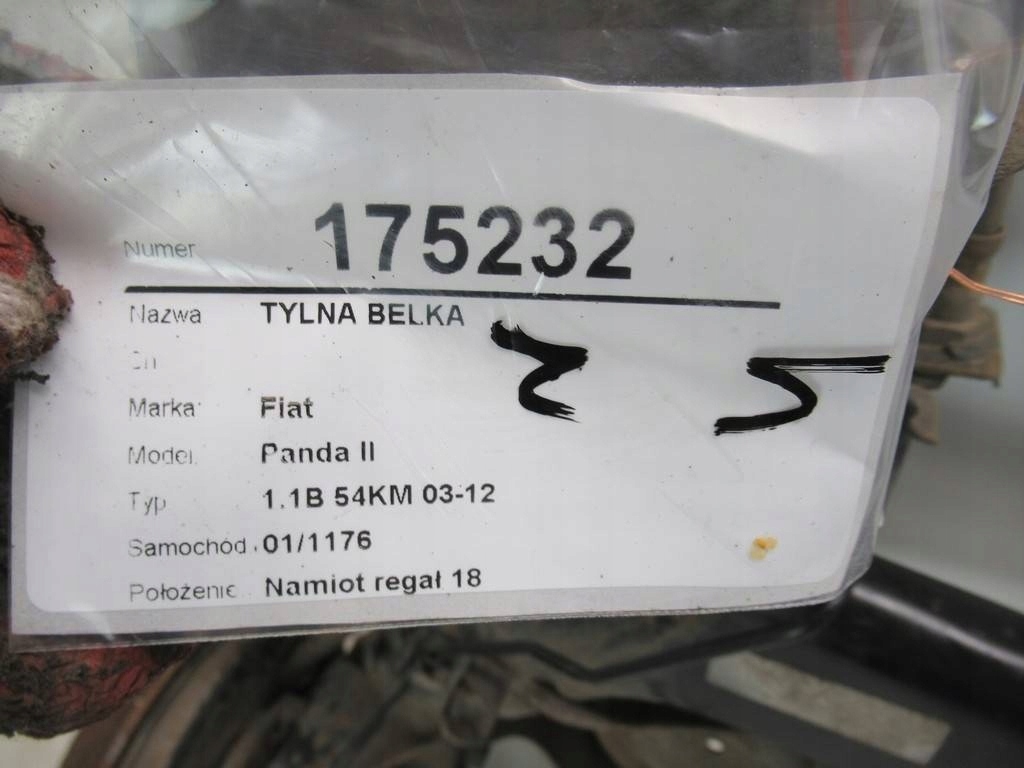 Numer 175232
Nazwa TYLNA BELKA
Marka Fiat
Model Panda II
Typ 1.1B 54KM 03-12
Samochód 01/1176
Położenie Namiot regał 18